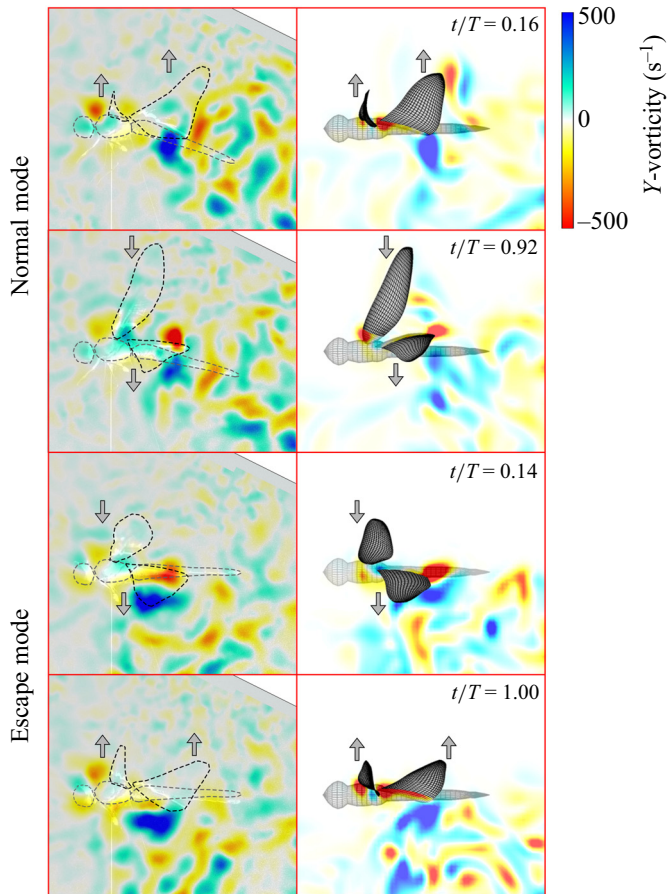 t/T = 0.16
500
0
–500
Y-vorticity (s⁻¹)
Normal mode
t/T = 0.92
t/T = 0.14
Escape mode
t/T = 1.00